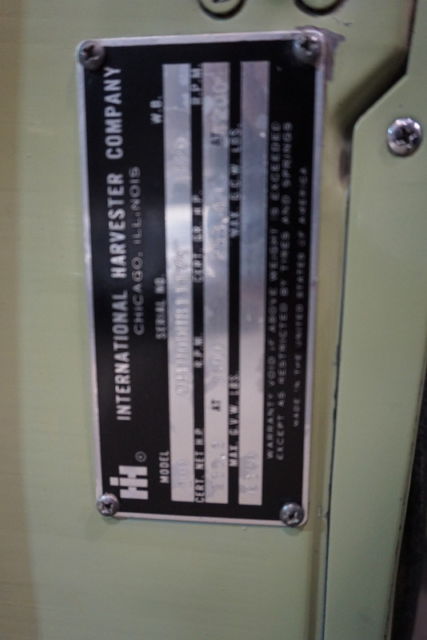 IH ® INTERNATIONAL HARVESTER COMPANY
CHICAGO, ILLINOIS
MODEL SERIAL NO. W.B.
CERT. NET H.P. R.P.M. CERT. GR. H.P. R.P.M.
AT AT
MAX. G.V.W. LBS. MAX. G.C.W. LBS.
WARRANTY VOID IF ABOVE WEIGHT IS EXCEEDED
EXCEPT AS RESTRICTED BY TIRES AND SPRINGS
MADE IN THE UNITED STATES OF AMERICA